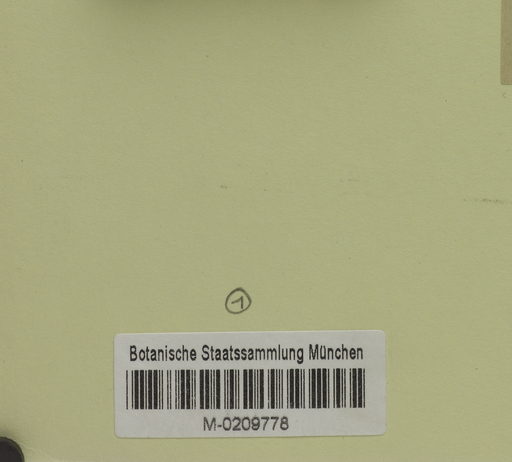 1
Botanische Staatssammlung München
M-0209778